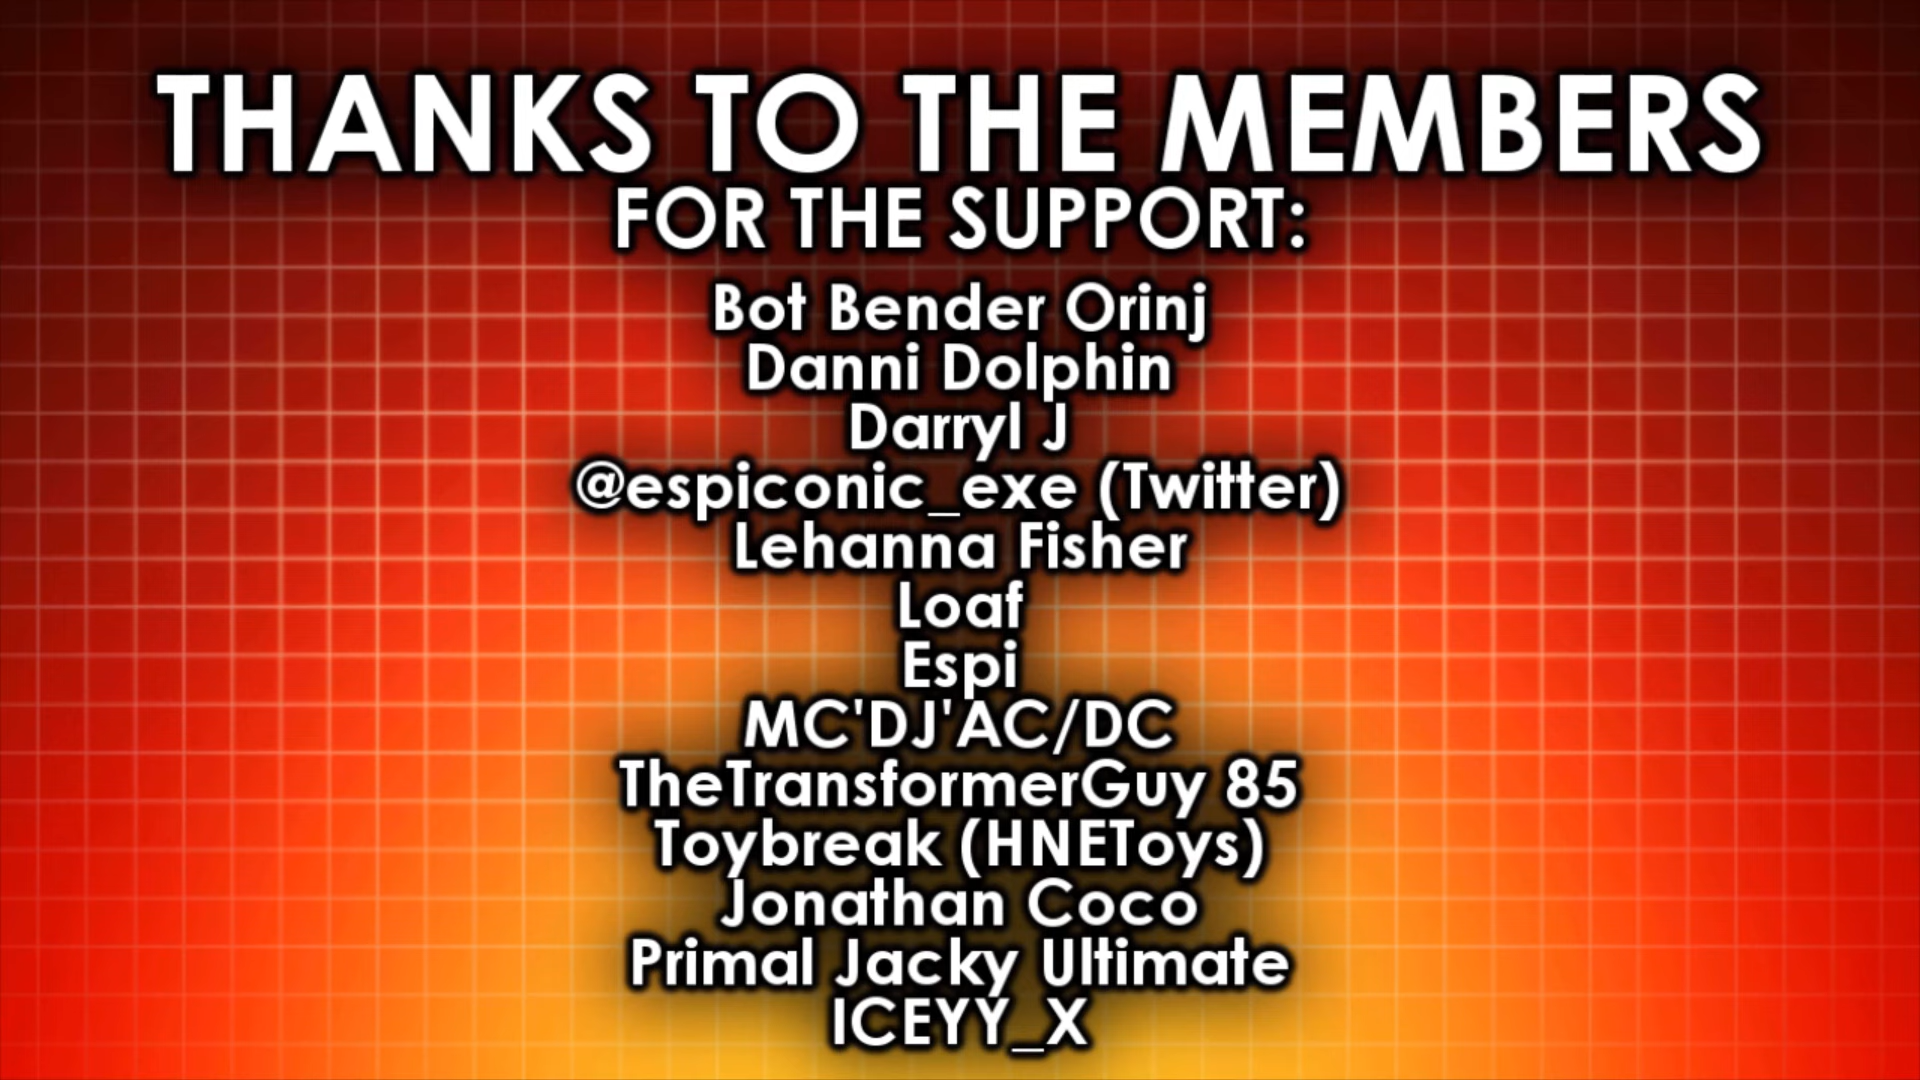 THANKS TO THE MEMBERS
FOR THE SUPPORT:
Bot Bender Orinj
Danni Dolphin
Darryl J
@espiconic_exe (Twitter)
Lehanna Fisher
Loaf
Espi
MC'DJ'AC/DC
TheTransformerGuy 85
Toybreak (HNEToys)
Jonathan Coco
Primal Jacky Ultimate
ICEYY_X